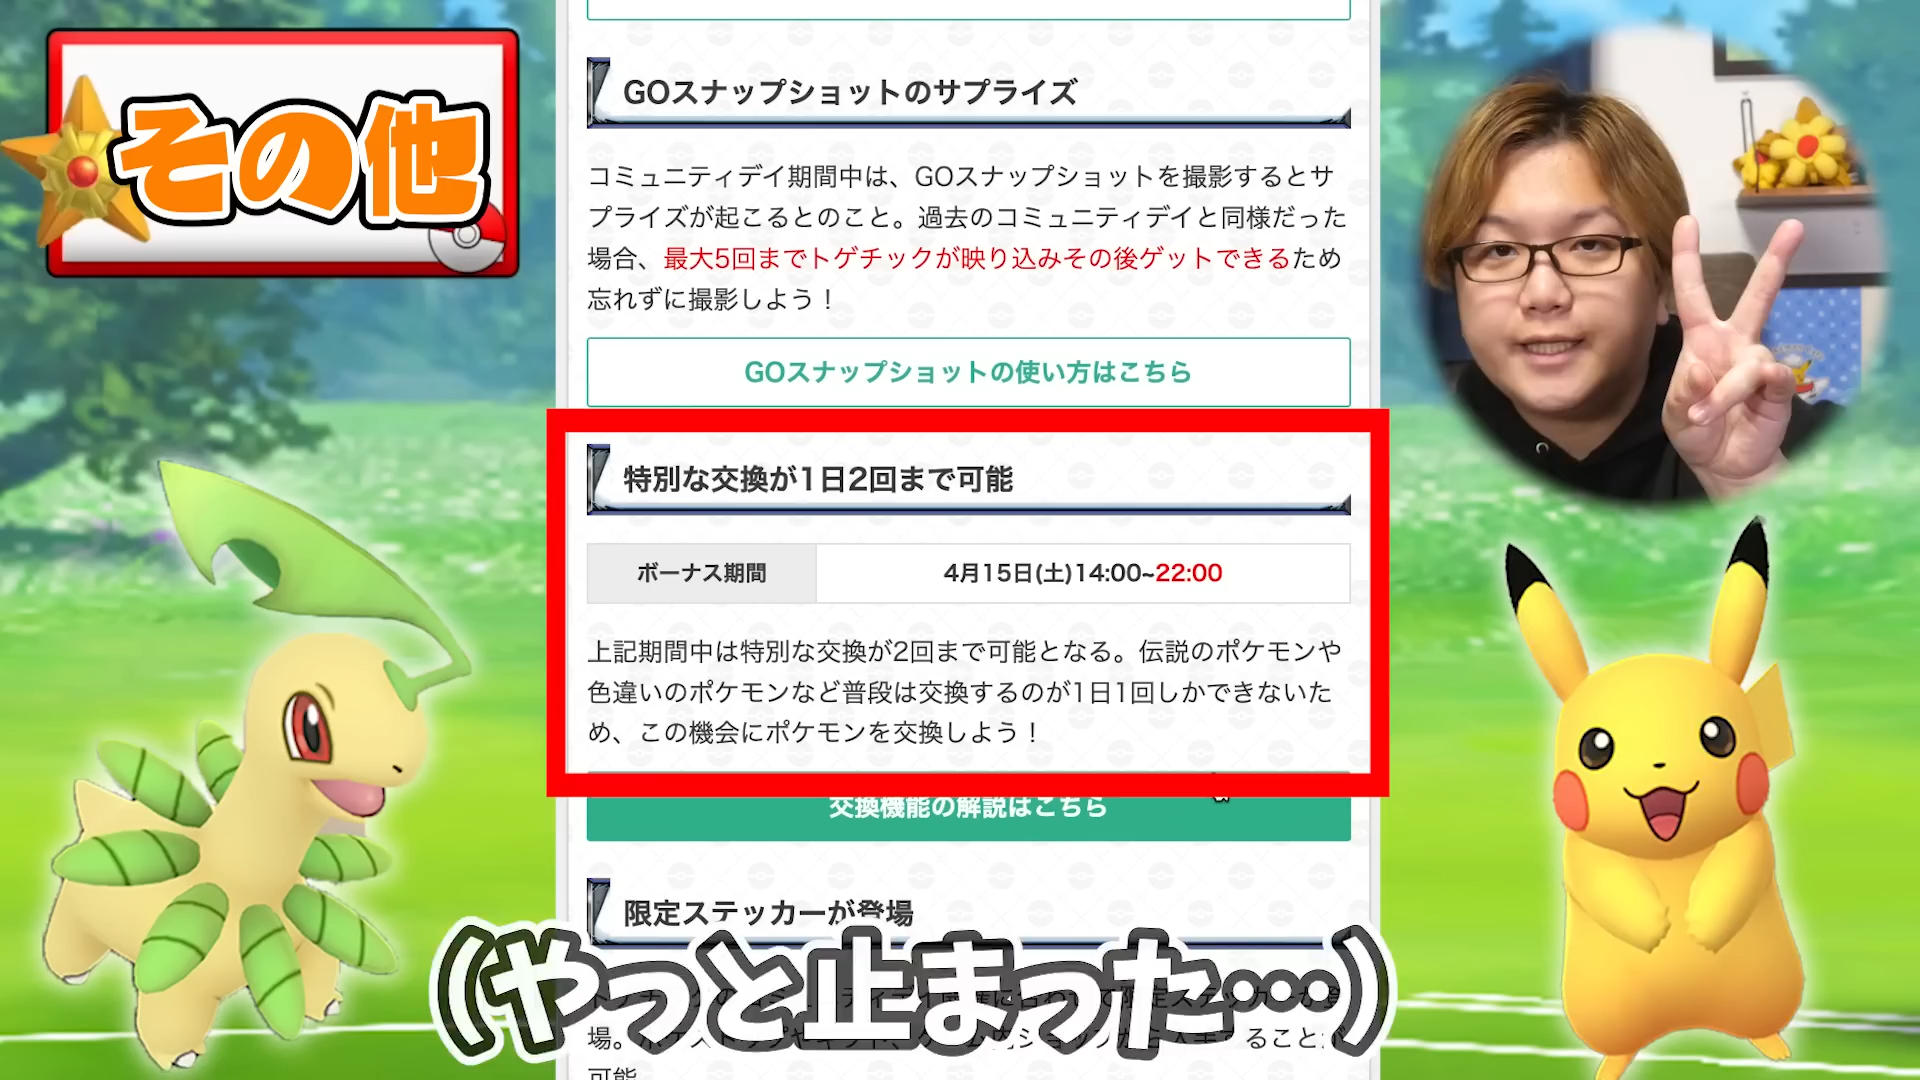 その他
GOスナップショットのサプライズ
コミュニティデイ期間中は、GOスナップショットを撮影するとサ
プライズが起こるとのこと。過去のコミュニティデイと同様だった
場合、最大5回までトゲチックが映り込みその後ゲットできるため
忘れずに撮影しよう！
GOスナップショットの使い方はこちら
特別な交換が1日2回まで可能
ボーナス期間 4月15日(土)14:00~22:00
上記期間中は特別な交換が2回まで可能となる。伝説のポケモンや
色違いのポケモンなど普段は交換するのが1日1回しかできないた
め、この機会にポケモンを交換しよう！
交換機能の解説はこちら
限定ステッカーが登場
(やっと止まった…)
場。
ることが
可能